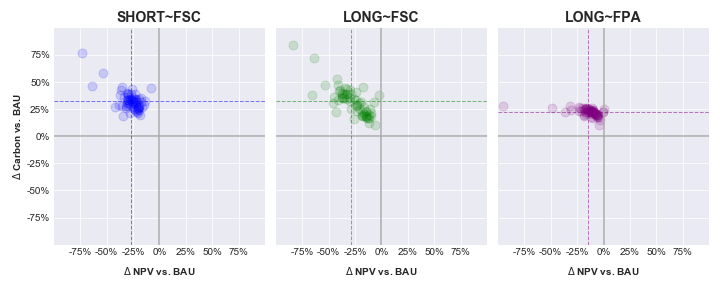 SHORT~FSC LONG~FSC LONG~FPA
75%
50%
25%
0%
-25%
-50%
-75%
Δ Carbon vs. BAU
-75% -50% -25% 0% 25% 50% 75% -75% -50% -25% 0% 25% 50% 75% -75% -50% -25% 0% 25% 50% 75%
Δ NPV vs. BAU Δ NPV vs. BAU Δ NPV vs. BAU